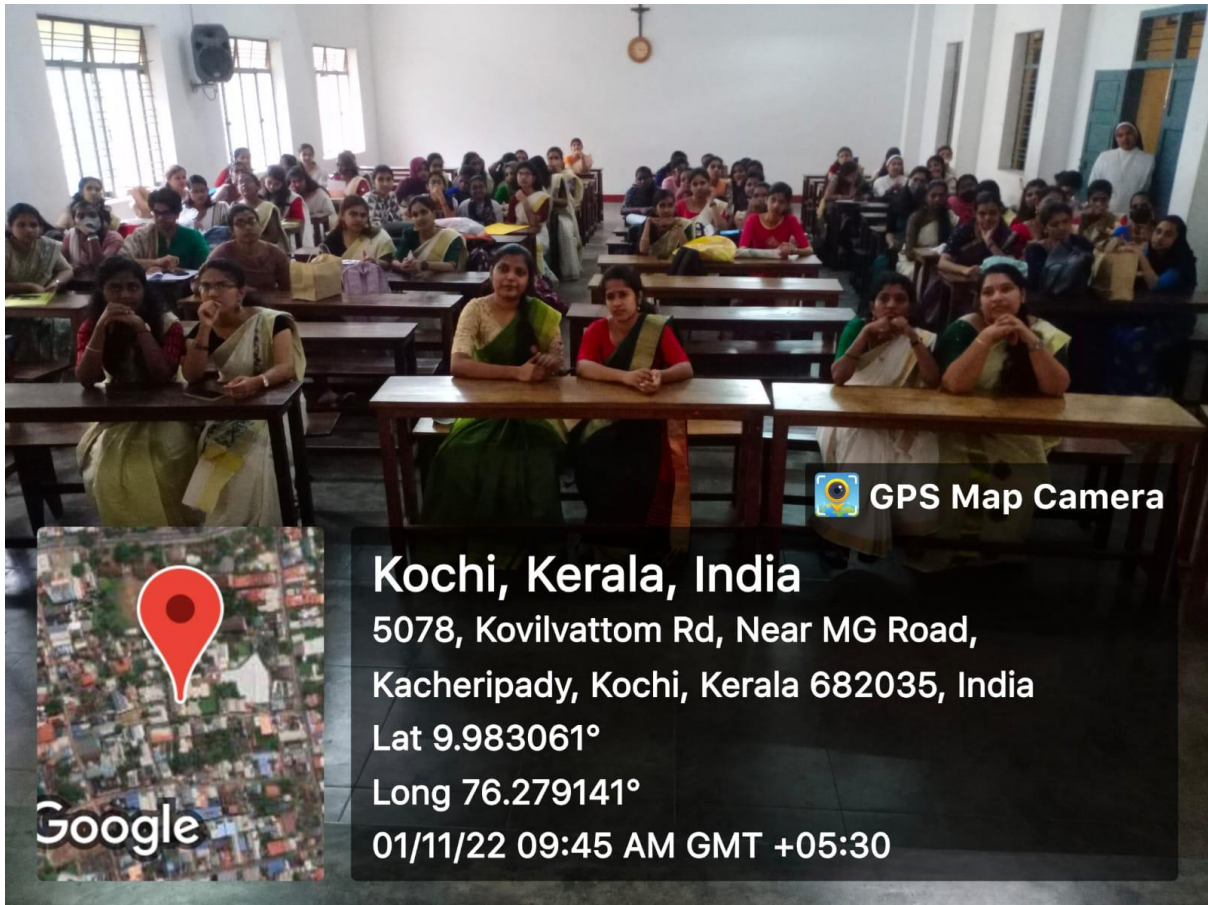 GPS Map Camera
Kochi, Kerala, India
5078, Kovilvattom Rd, Near MG Road,
Kacheripady, Kochi, Kerala 682035, India
Lat 9.983061°
Long 76.279141°
01/11/22 09:45 AM GMT +05:30
Google